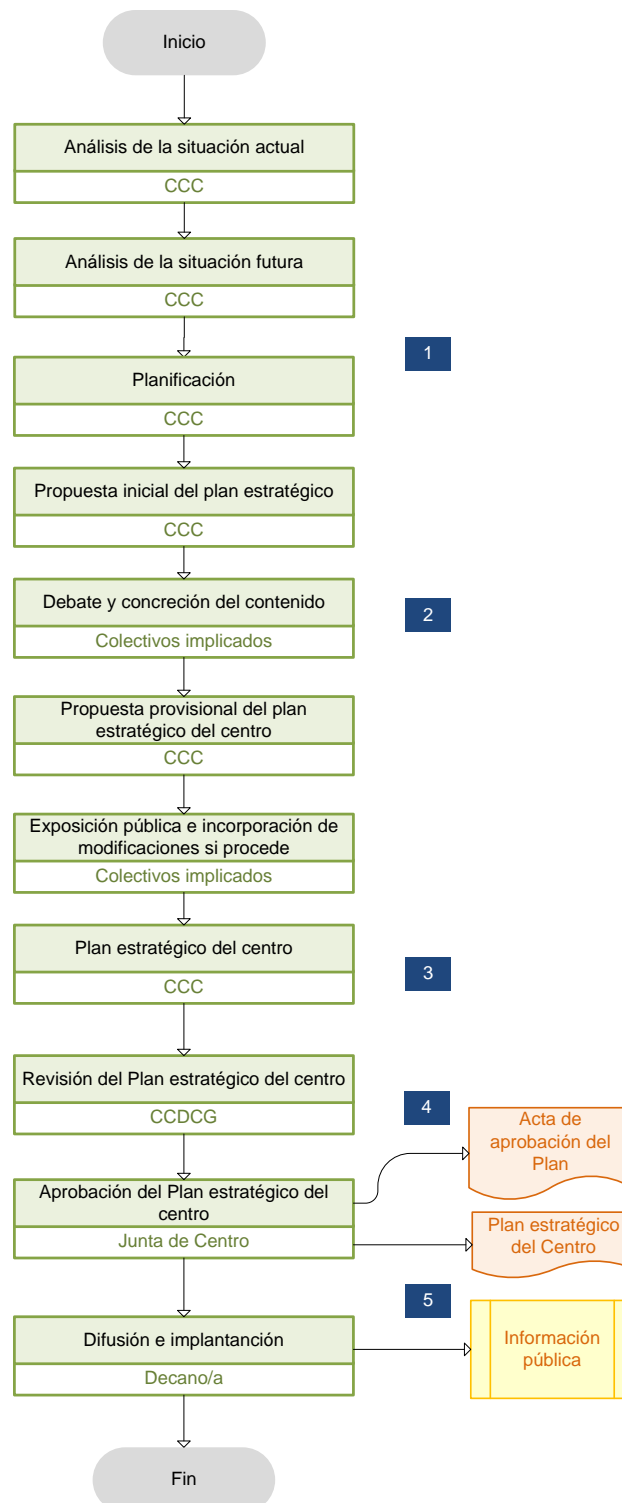 Inicio
Análisis de la situación actual
CCC
Análisis de la situación futura
CCC
1
Planificación
CCC
Propuesta inicial del plan estratégico
CCC
Debate y concreción del contenido
2
Colectivos implicados
Propuesta provisional del plan
estratégico del centro
CCC
Exposición pública e incorporación de
modificaciones si procede
Colectivos implicados
Plan estratégico del centro
3
CCC
Revisión del Plan estratégico del centro
CCDCG
4
Acta de
aprobación del
Plan
Aprobación del Plan estratégico del
centro
Junta de Centro
Plan estratégico
del Centro
5
Difusión e implantanción
Decano/a
Información
pública
Fin